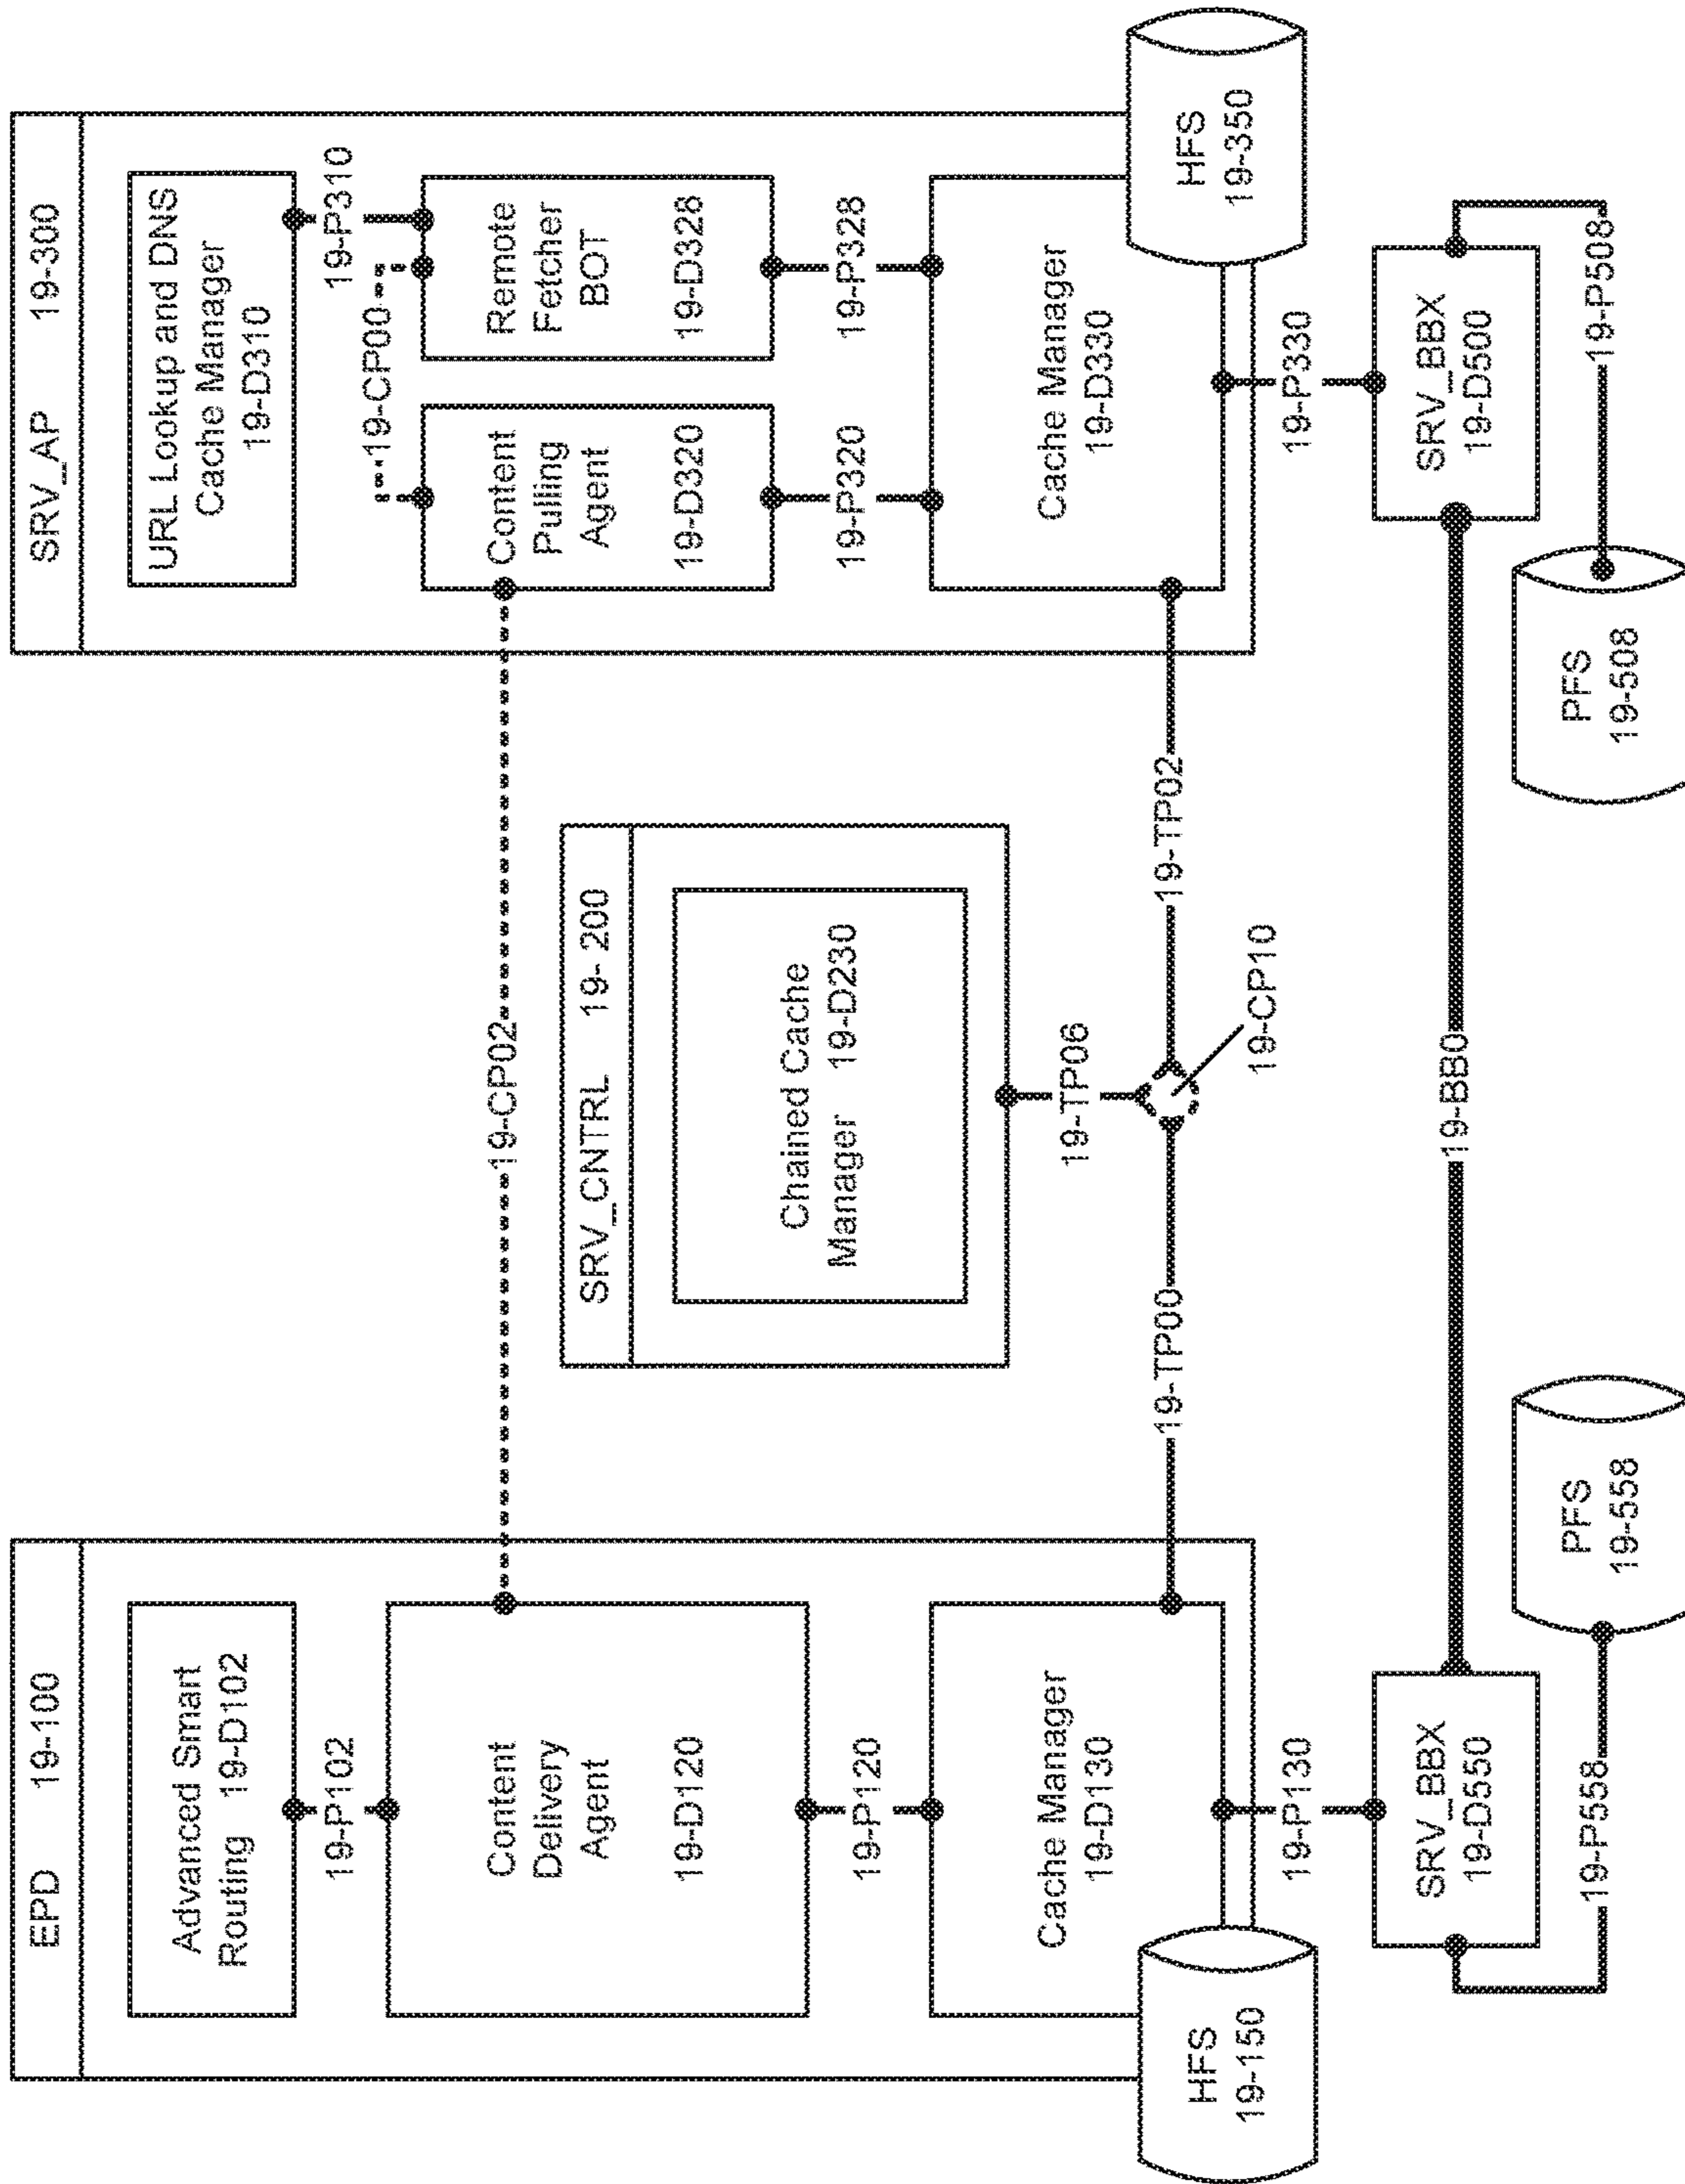 EPD 19-100
Advanced Smart
Routing 19-D102
19-P102
Content
Delivery
Agent
19-D120
19-P120
Cache Manager
19-D130
HFS
19-150
19-P130
SRV_BBX
19-D550
19-P558
PFS
19-558
19-CP02
SRV_CNTRL 19- 200
Chained Cache
Manager 19-D230
19-TP06
19-TP00
19-TP02
19-CP10
19-BB0
SRV_AP 19-300
URL Lookup and DNS
Cache Manager
19-D310
19-P310
19-CP00
Content
Pulling
Agent
19-D320
Remote
Fetcher
BOT
19-D328
19-P320
19-P328
Cache Manager
19-D330
HFS
19-350
19-P330
SRV_BBX
19-D500
19-P508
PFS
19-508